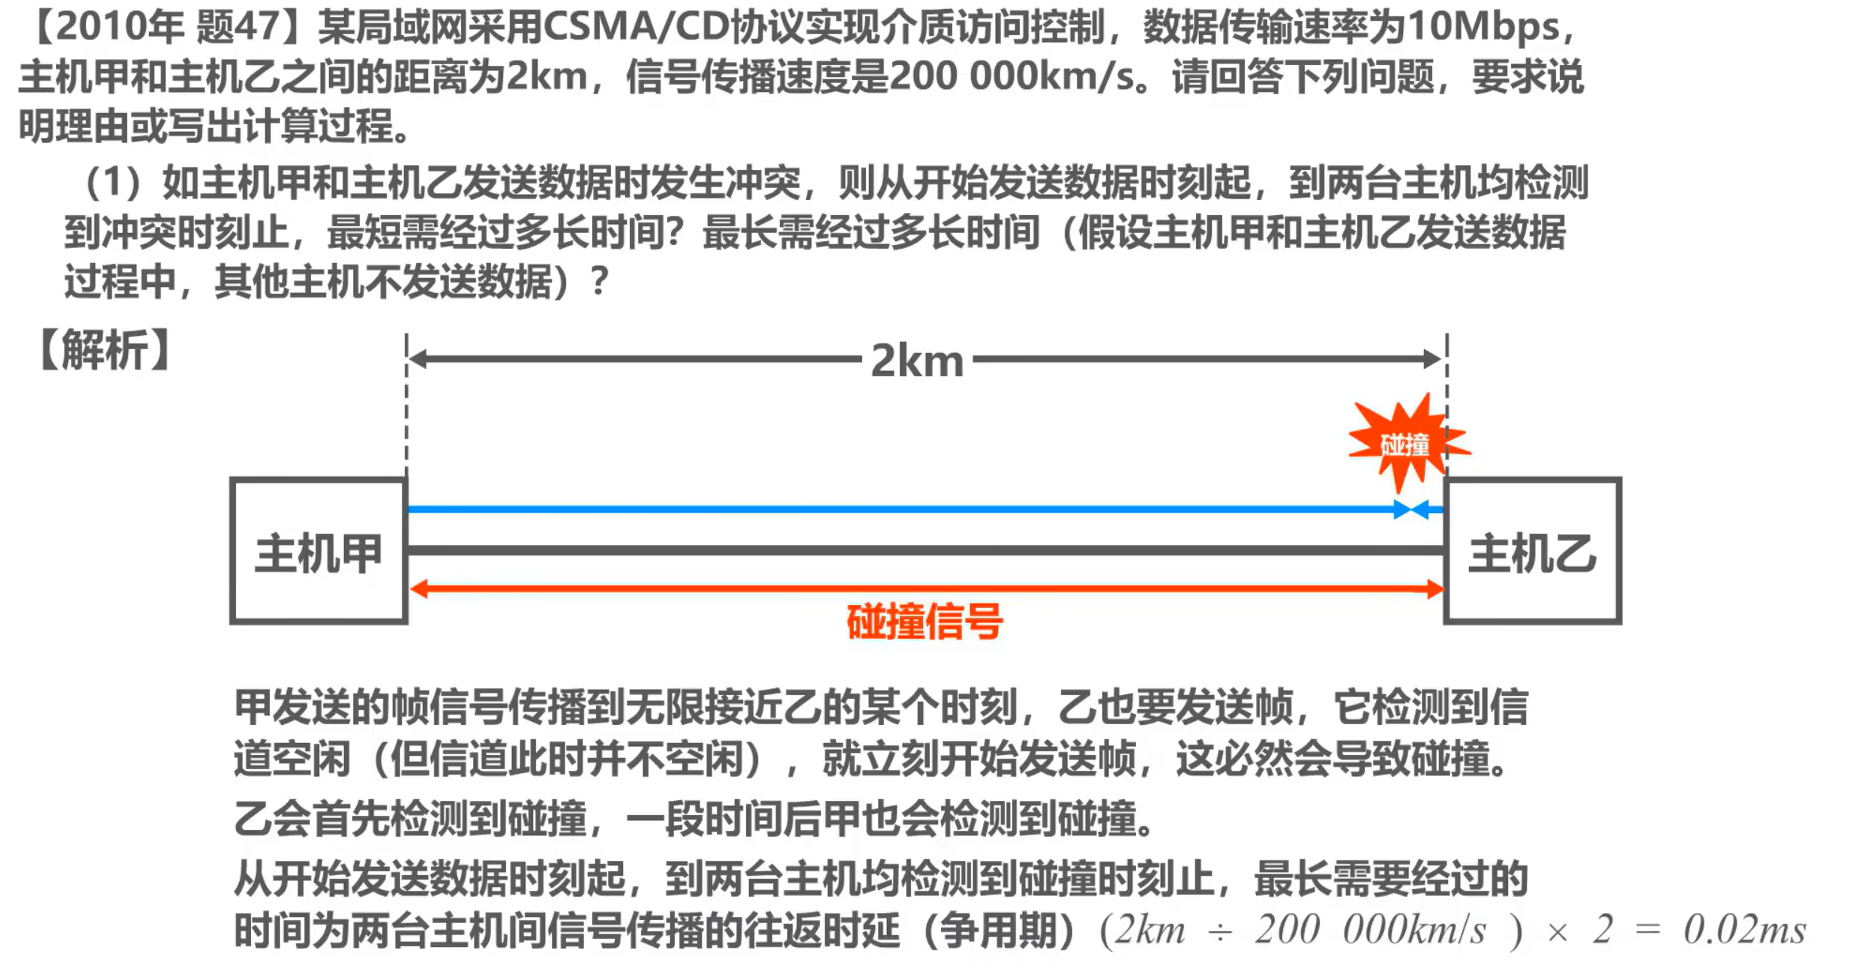 【2010年 题47】某局域网采用CSMA/CD协议实现介质访问控制，数据传输速率为10Mbps，
主机甲和主机乙之间的距离为2km，信号传播速度是200 000km/s。请回答下列问题，要求说
明理由或写出计算过程。
（1）如主机甲和主机乙发送数据时发生冲突，则从开始发送数据时刻起，到两台主机均检测
到冲突时刻止，最短需经过多长时间？最长需经过多长时间（假设主机甲和主机乙发送数据
过程中，其他主机不发送数据）？
【解析】
2km
碰撞
主机甲
主机乙
碰撞信号
甲发送的帧信号传播到无限接近乙的某个时刻，乙也要发送帧，它检测到信
道空闲（但信道此时并不空闲），就立刻开始发送帧，这必然会导致碰撞。
乙会首先检测到碰撞，一段时间后甲也会检测到碰撞。
从开始发送数据时刻起，到两台主机均检测到碰撞时刻止，最长需要经过的
时间为两台主机间信号传播的往返时延（争用期）(2km ÷ 200 000km/s ) × 2 = 0.02ms